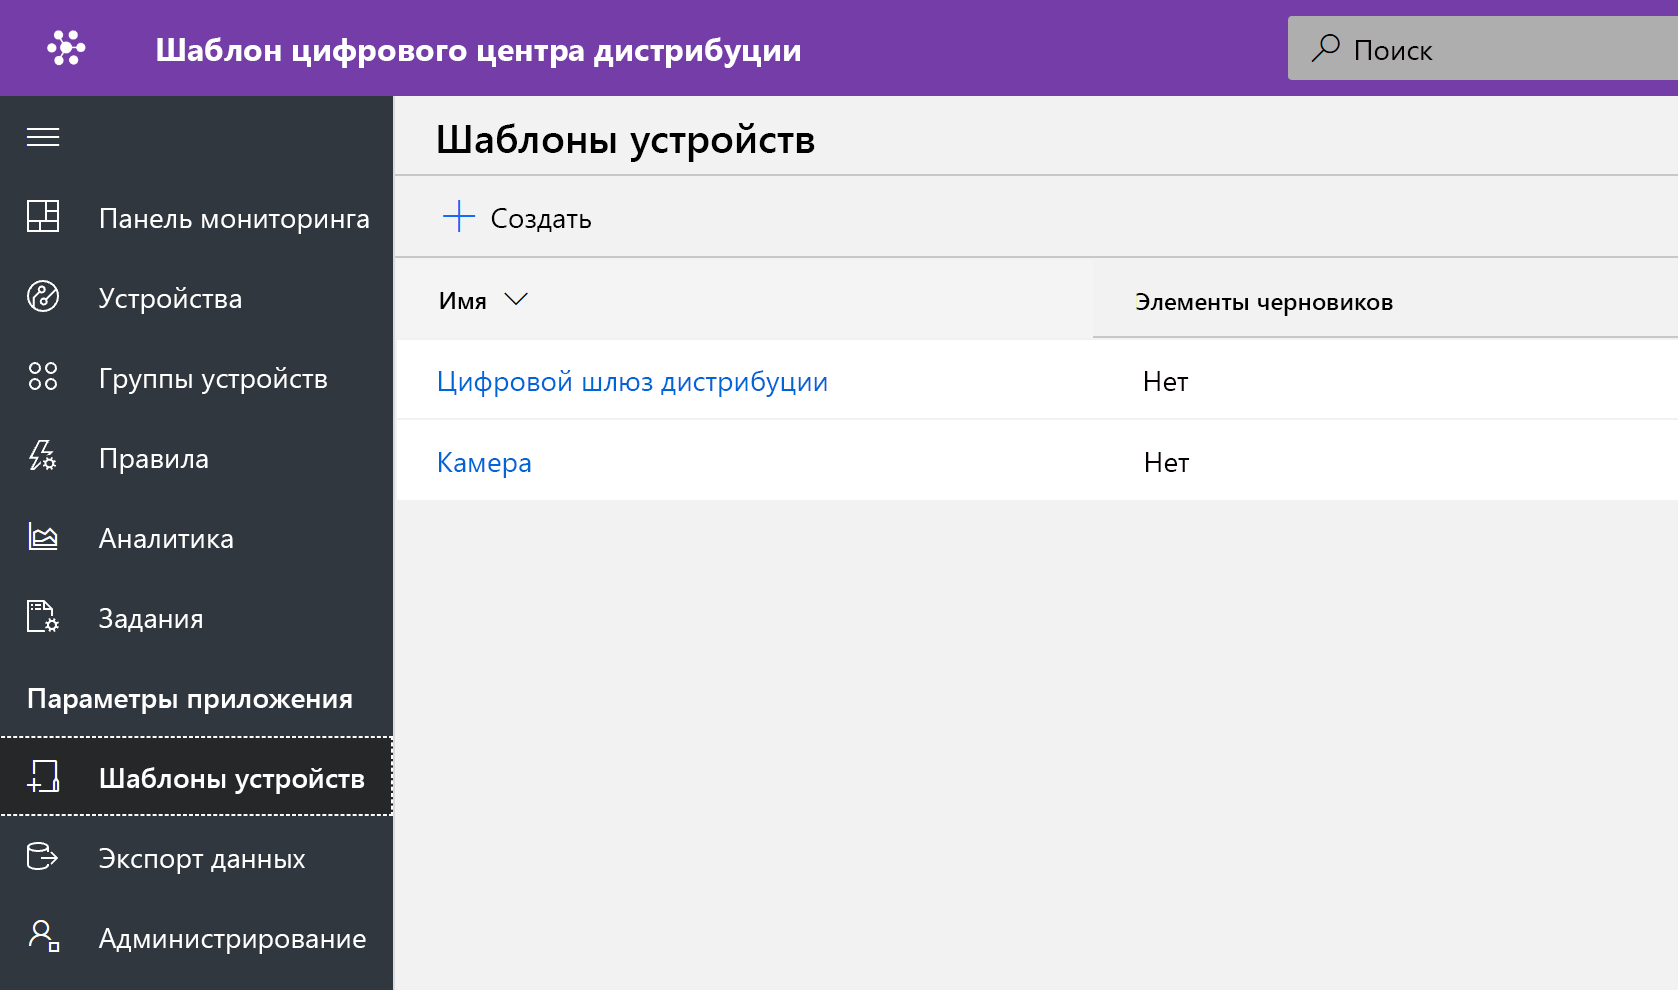 Шаблон цифрового центра дистрибуции
Поиск
Панель мониторинга
Устройства
Группы устройств
Правила
Аналитика
Задания
Параметры приложения
Шаблоны устройств
Экспорт данных
Администрирование
Шаблоны устройств
Создать
Имя
Элементы черновиков
Цифровой шлюз дистрибуции
Нет
Камера
Нет